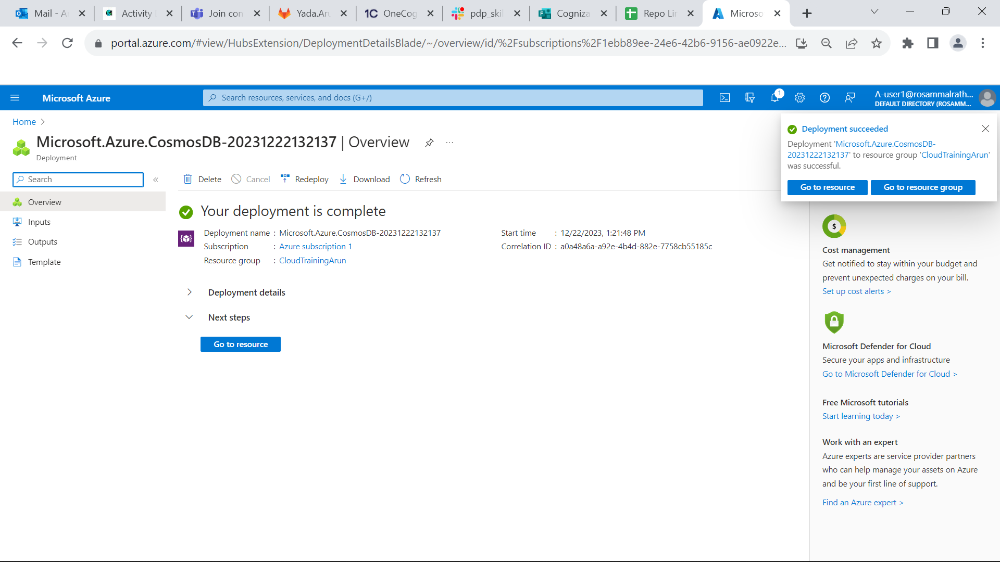 Mail - A
Activity
Join con
Yada.Aru
OneCog
pdp_skil
Cogniza
Repo Lin
Microso
portal.azure.com/#view/HubsExtension/DeploymentDetailsBlade/~/overview/id/%2Fsubscriptions%2F1ebb89ee-24e6-42b6-9156-ae0922e...
Microsoft Azure
Search resources, services, and docs (G+/)
1
A-user1@rosammalrath...
DEFAULT DIRECTORY (ROSAMM...
Home
Microsoft.Azure.CosmosDB-20231222132137 | Overview
Deployment
Search
Delete
Cancel
Redeploy
Download
Refresh
Overview
Inputs
Outputs
Template
Your deployment is complete
Deployment name : Microsoft.Azure.CosmosDB-20231222132137
Subscription : Azure subscription 1
Resource group : CloudTrainingArun
Start time : 12/22/2023, 1:21:48 PM
Correlation ID : a0a48a6a-a92e-4b4d-882e-7758cb55185c
Deployment details
Next steps
Go to resource
Deployment succeeded
Deployment 'Microsoft.Azure.CosmosDB-
20231222132137' to resource group 'CloudTrainingArun'
was successful.
Go to resource
Go to resource group
Cost management
Get notified to stay within your budget and
prevent unexpected charges on your bill.
Set up cost alerts >
Microsoft Defender for Cloud
Secure your apps and infrastructure
Go to Microsoft Defender for Cloud >
Free Microsoft tutorials
Start learning today >
Work with an expert
Azure experts are service provider partners
who can help manage your assets on Azure
and be your first line of support.
Find an Azure expert >